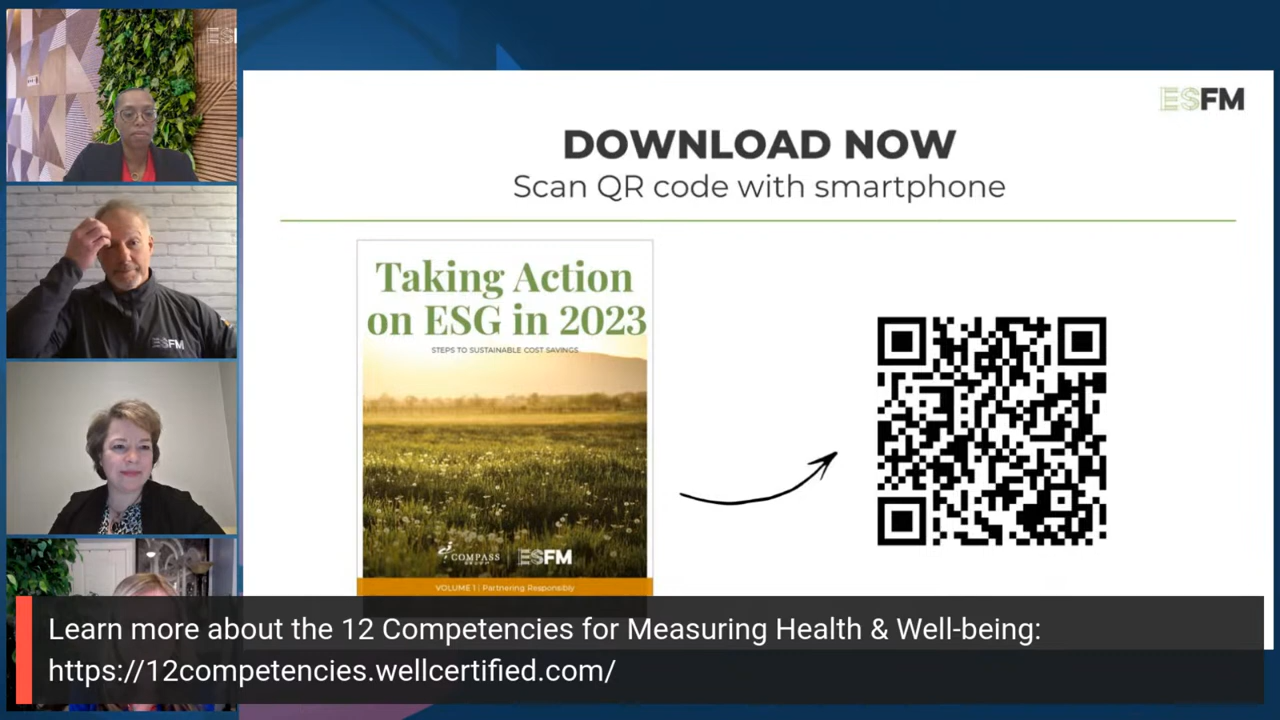 ESFM
DOWNLOAD NOW
Scan QR code with smartphone
Taking Action
on ESG in 2023
STEPS TO SUSTAINABLE COST SAVINGS
COMPASS
GROUP
ESFM
VOLUME 1 | Partnering Responsibly
ESFM
Learn more about the 12 Competencies for Measuring Health & Well-being:
https://12competencies.wellcertified.com/